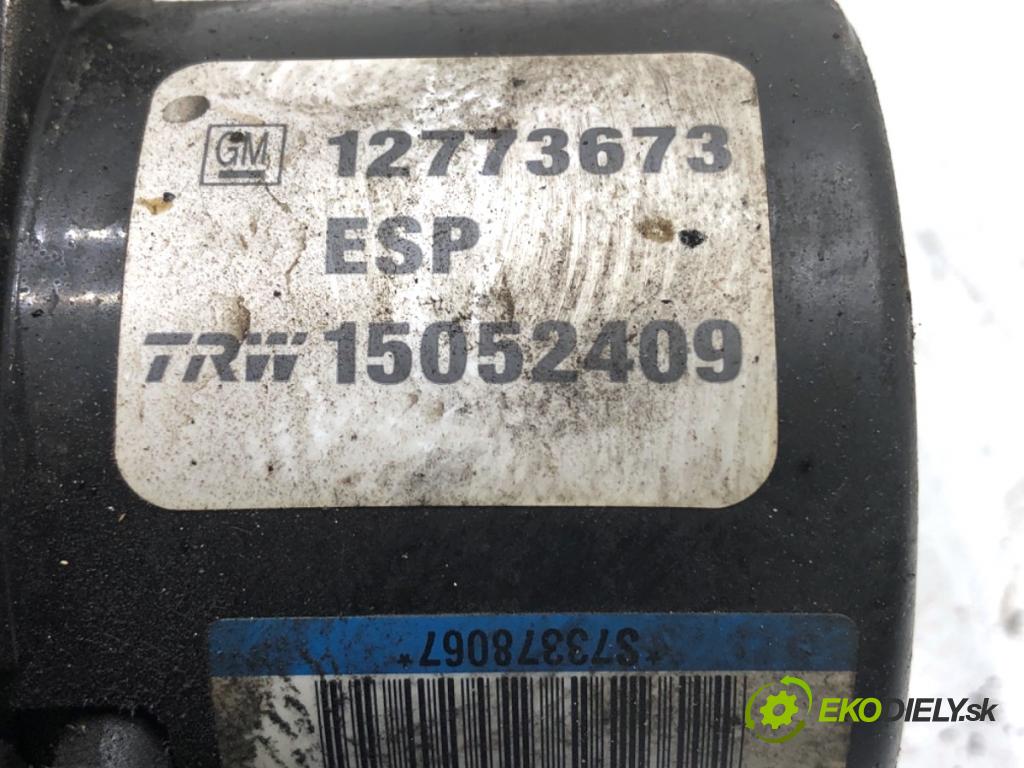 GM 12773673
ESP
TRW 15052409
*S73378067*
EKODIELY.sk